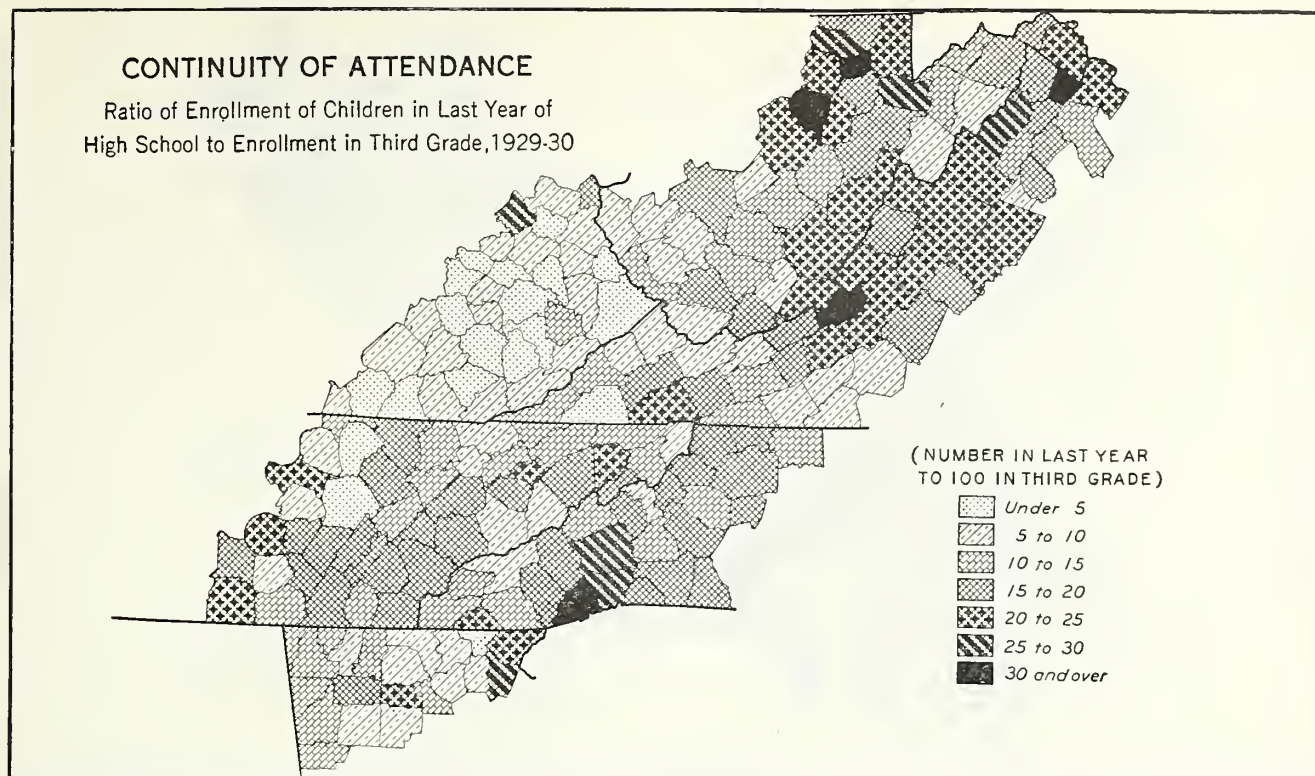 CONTINUITY OF ATTENDANCE
Ratio of Enrollment of Children in Last Year of
High School to Enrollment in Third Grade, 1929-30
(NUMBER IN LAST YEAR
TO 100 IN THIRD GRADE)
Under 5
5 to 10
10 to 15
15 to 20
20 to 25
25 to 30
30 and over